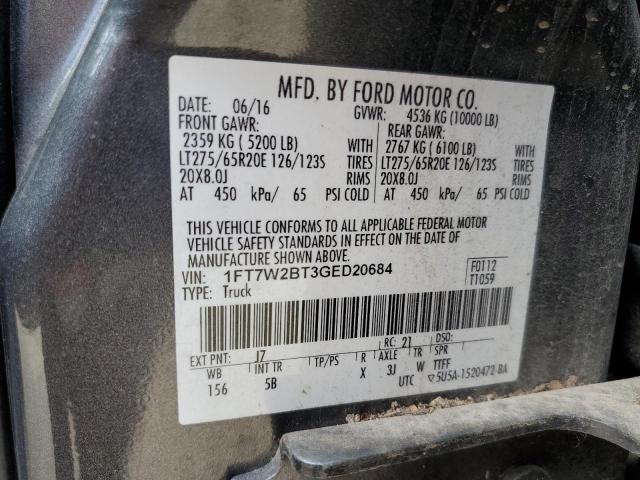 MFD. BY FORD MOTOR CO.
DATE: 06/16 GVWR: 4536 KG (10000 LB)
FRONT GAWR: REAR GAWR:
2359 KG ( 5200 LB) 2767 KG ( 6100 LB)
LT275/65R20E 126/123S TIRES LT275/65R20E 126/123S TIRES
20X8.0J RIMS 20X8.0J RIMS
AT 450 kPa/ 65 PSI COLD AT 450 kPa/ 65 PSI COLD
THIS VEHICLE CONFORMS TO ALL APPLICABLE FEDERAL MOTOR
VEHICLE SAFETY STANDARDS IN EFFECT ON THE DATE OF
MANUFACTURE SHOWN ABOVE.
VIN: 1FT7W2BT3GED20684 F0112
TYPE: Truck T1059
EXT PNT: J7 RC: 21 DSO:
WB INT TR TP/PS R AXLE TR SPR
156 5B X 3J W TTFF
UTC ▽5U5A-1520472-BA